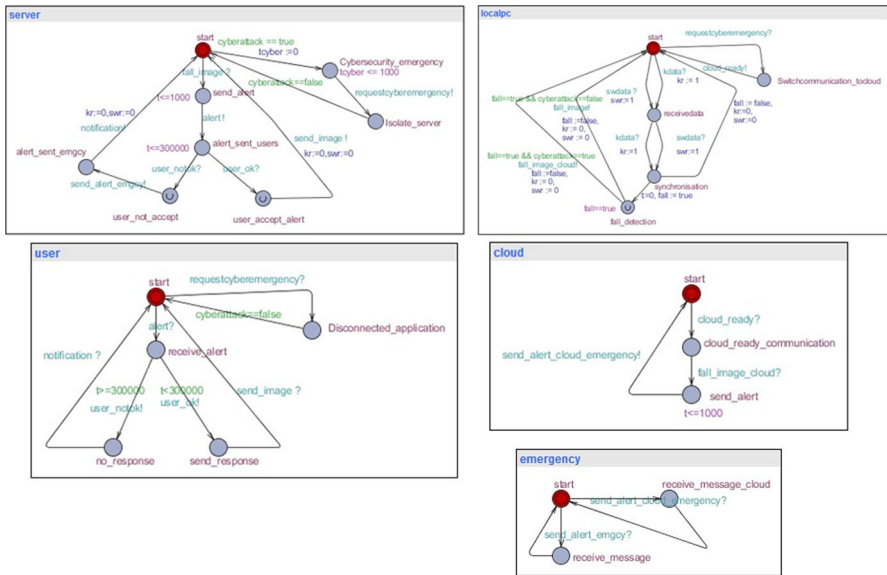 server
start
cyberattack == true
tcyber :=0
Cybersecurity_emergency
tcyber <= 1000
fall_image ?
cyberattack==false
requestcyberemergency!
t<=1000
send_alert
kr:=0,swr:=0
notification!
alert !
Isolate_server
send_image !
t<=300000
alert_sent_users
kr:=0,swr:=0
alert_sent_emgcy
user_notok?
user_ok?
send_alert_emgcy!
user_not_accept
user_accept_alert
localpc
start
requestcyberemergency?
cloud_ready!
kdata?
kr := 1
Switchcommunication_tocloud
swdata?
swr:=1
fall==true && cyberattack==false
fall_image!
fall :=false,
kr := 0,
swr := 0
fall := false,
kr:=0,
swr:=0
receivedata
kdata?
kr:=1
swdata?
swr:=1
fall==true && cyberattack==true
fall_image_cloud!
fall :=false,
kr := 0,
swr := 0
synchronisation
t=0, fall := true
fall==true
fall_detection
user
start
requestcyberemergency?
cyberattack==false
Disconnected_application
alert?
receive_alert
notification ?
send_image ?
t>=300000
user_notok!
t<300000
user_ok!
no_response
send_response
cloud
start
cloud_ready?
cloud_ready_communication
send_alert_cloud_emergency!
fall_image_cloud?
send_alert
t<=1000
emergency
start
receive_message_cloud
send_alert_cloud_emergency?
send_alert_emgcy?
receive_message